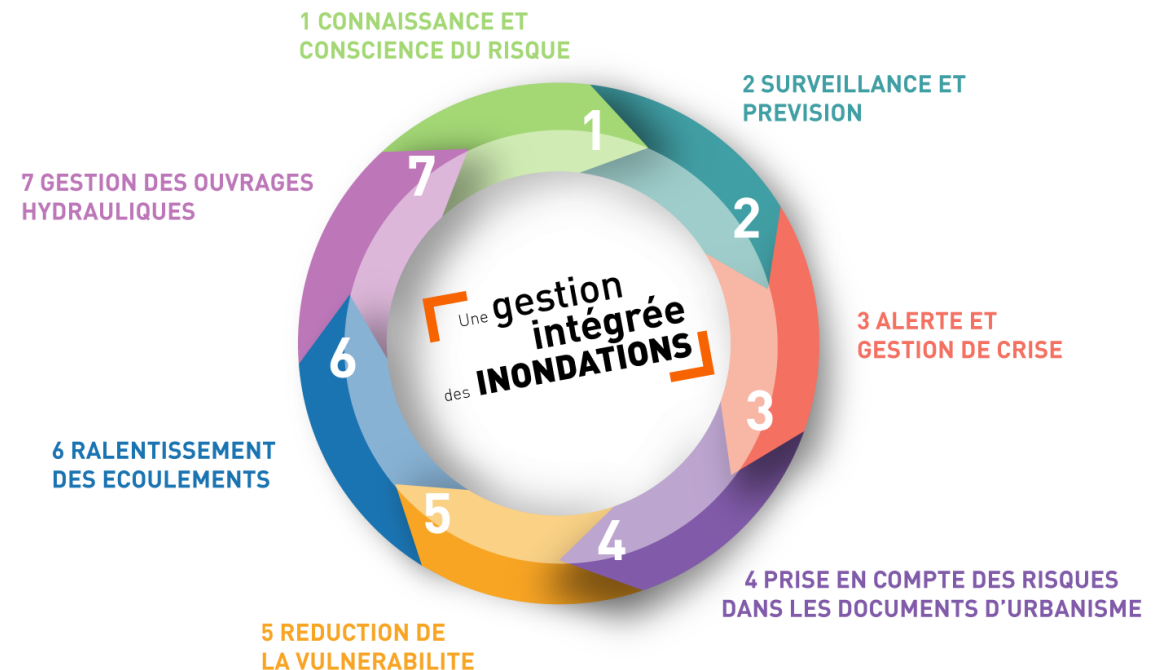 1 CONNAISSANCE ET
CONSCIENCE DU RISQUE
2 SURVEILLANCE ET
PREVISION
3 ALERTE ET
GESTION DE CRISE
4 PRISE EN COMPTE DES RISQUES
DANS LES DOCUMENTS D'URBANISME
5 REDUCTION DE
LA VULNERABILITE
6 RALENTISSEMENT
DES ECOULEMENTS
7 GESTION DES OUVRAGES
HYDRAULIQUES
1
2
3
4
5
6
7
Une gestion
intégrée
des INONDATIONS